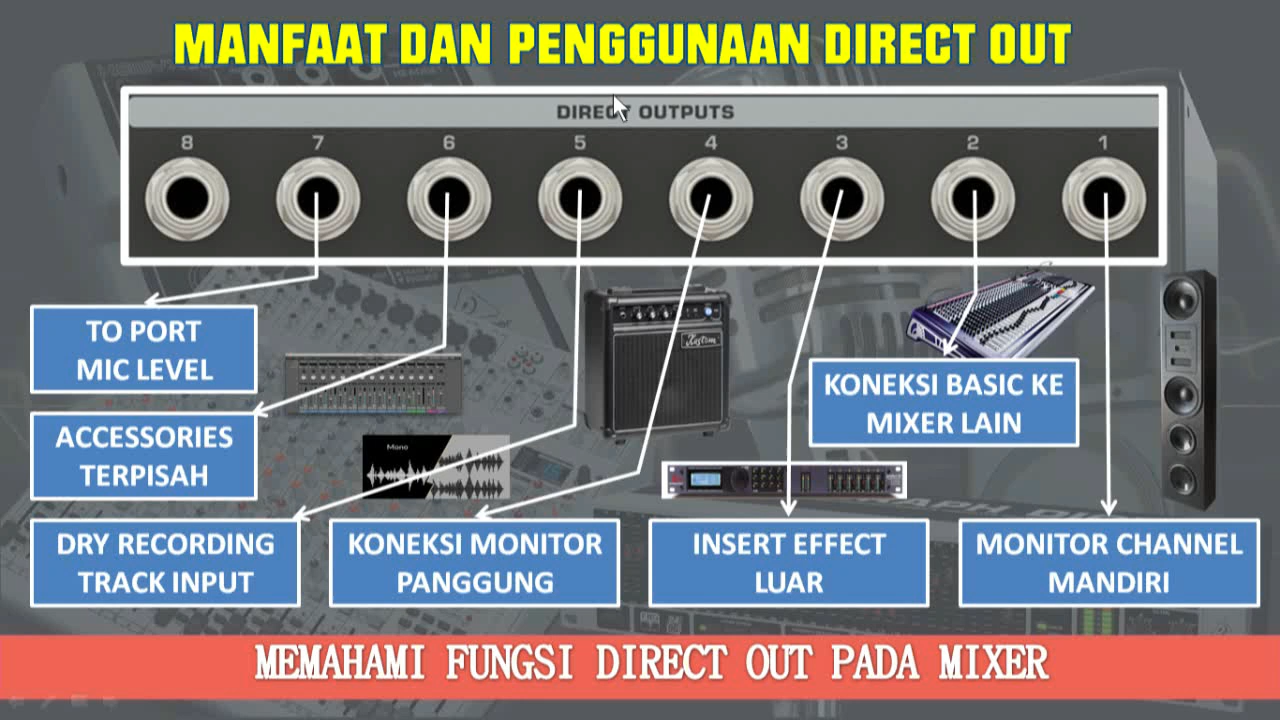 MANFAAT DAN PENGGUNAAN DIRECT OUT
DIRECT OUTPUTS
8 7 6 5 4 3 2 1
TO PORT
MIC LEVEL
ACCESSORIES
TERPISAH
Mono
Kustom
KONEKSI BASIC KE
MIXER LAIN
DRY RECORDING
TRACK INPUT
KONEKSI MONITOR
PANGGUNG
INSERT EFFECT
LUAR
MONITOR CHANNEL
MANDIRI
MEMAHAMI FUNGSI DIRECT OUT PADA MIXER